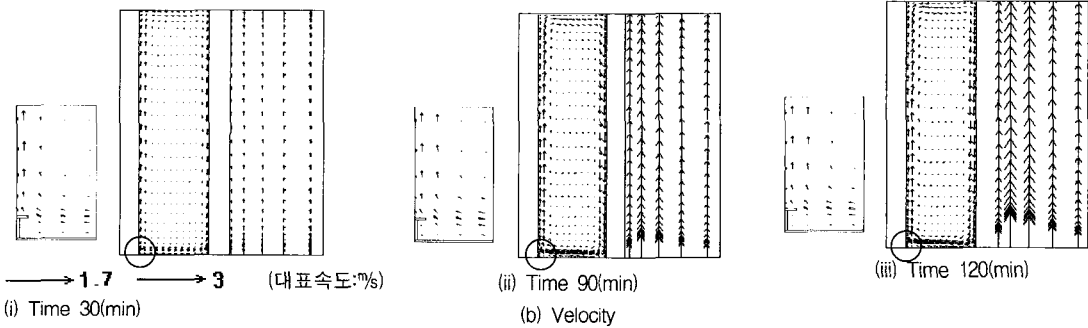 1.7 3 (대표속도:m/s)
(i) Time 30(min)
(ii) Time 90(min)
(iii) Time 120(min)
(b) Velocity